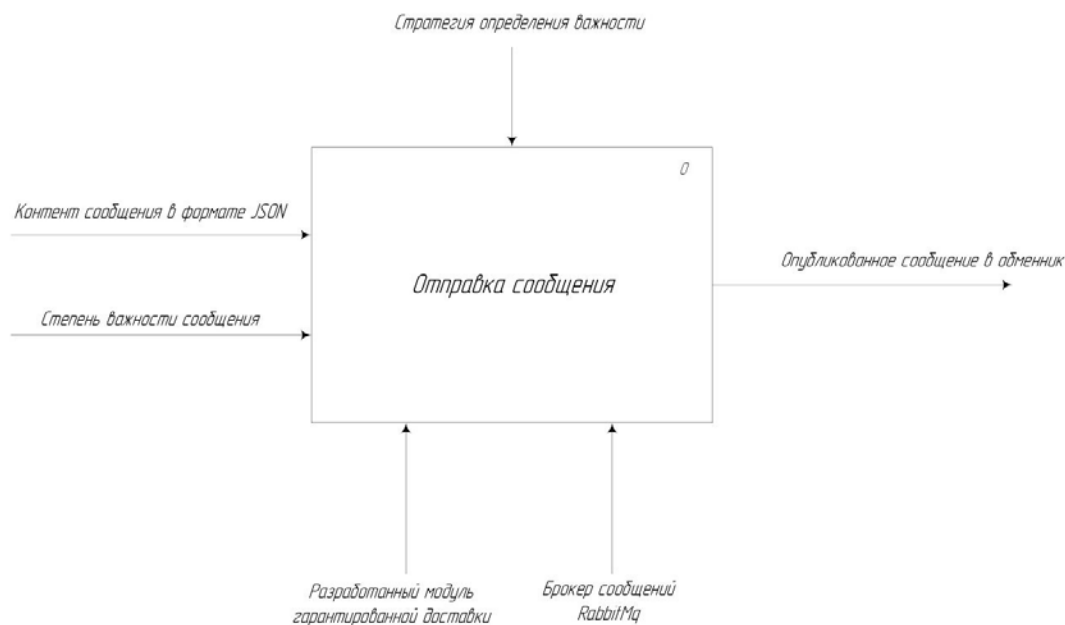 Стратегия определения важности
0
Контент сообщения в формате JSON
Отправка сообщения
Опубликованное сообщение в обменник
Степень важности сообщения
Разработанный модуль
гарантированной доставки
Брокер сообщений
RabbitMq